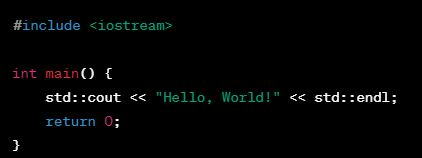 #include <iostream>

int main() {
    std::cout << "Hello, World!" << std::endl;
    return 0;
}